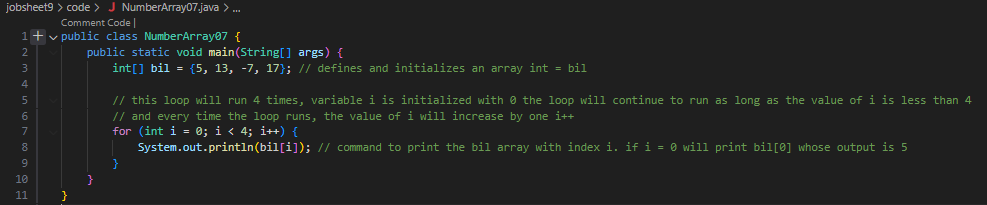 jobsheet9 > code > J NumberArray07.java > ...
Comment Code |
1 + public class NumberArray07 {
2 public static void main(String[] args) {
3 int[] bil = {5, 13, -7, 17}; // defines and initializes an array int = bil
4
5 // this loop will run 4 times, variable i is initialized with 0 the loop will continue to run as long as the value of i is less than 4
6 // and every time the loop runs, the value of i will increase by one i++
7 for (int i = 0; i < 4; i++) {
8 System.out.println(bil[i]); // command to print the bil array with index i. if i = 0 will print bil[0] whose output is 5
9 }
10 }
11 }